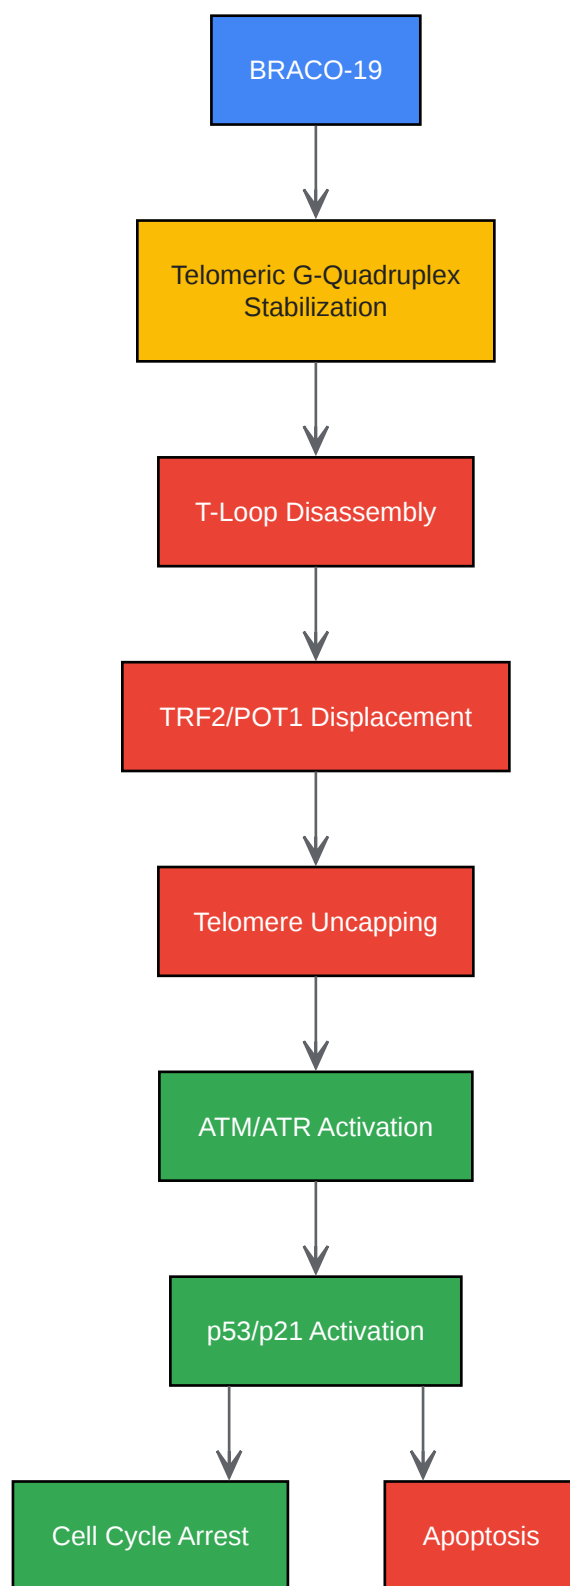 BRACO-19
Telomeric G-Quadruplex
Stabilization
T-Loop Disassembly
TRF2/POT1 Displacement
Telomere Uncapping
ATM/ATR Activation
p53/p21 Activation
Cell Cycle Arrest
Apoptosis